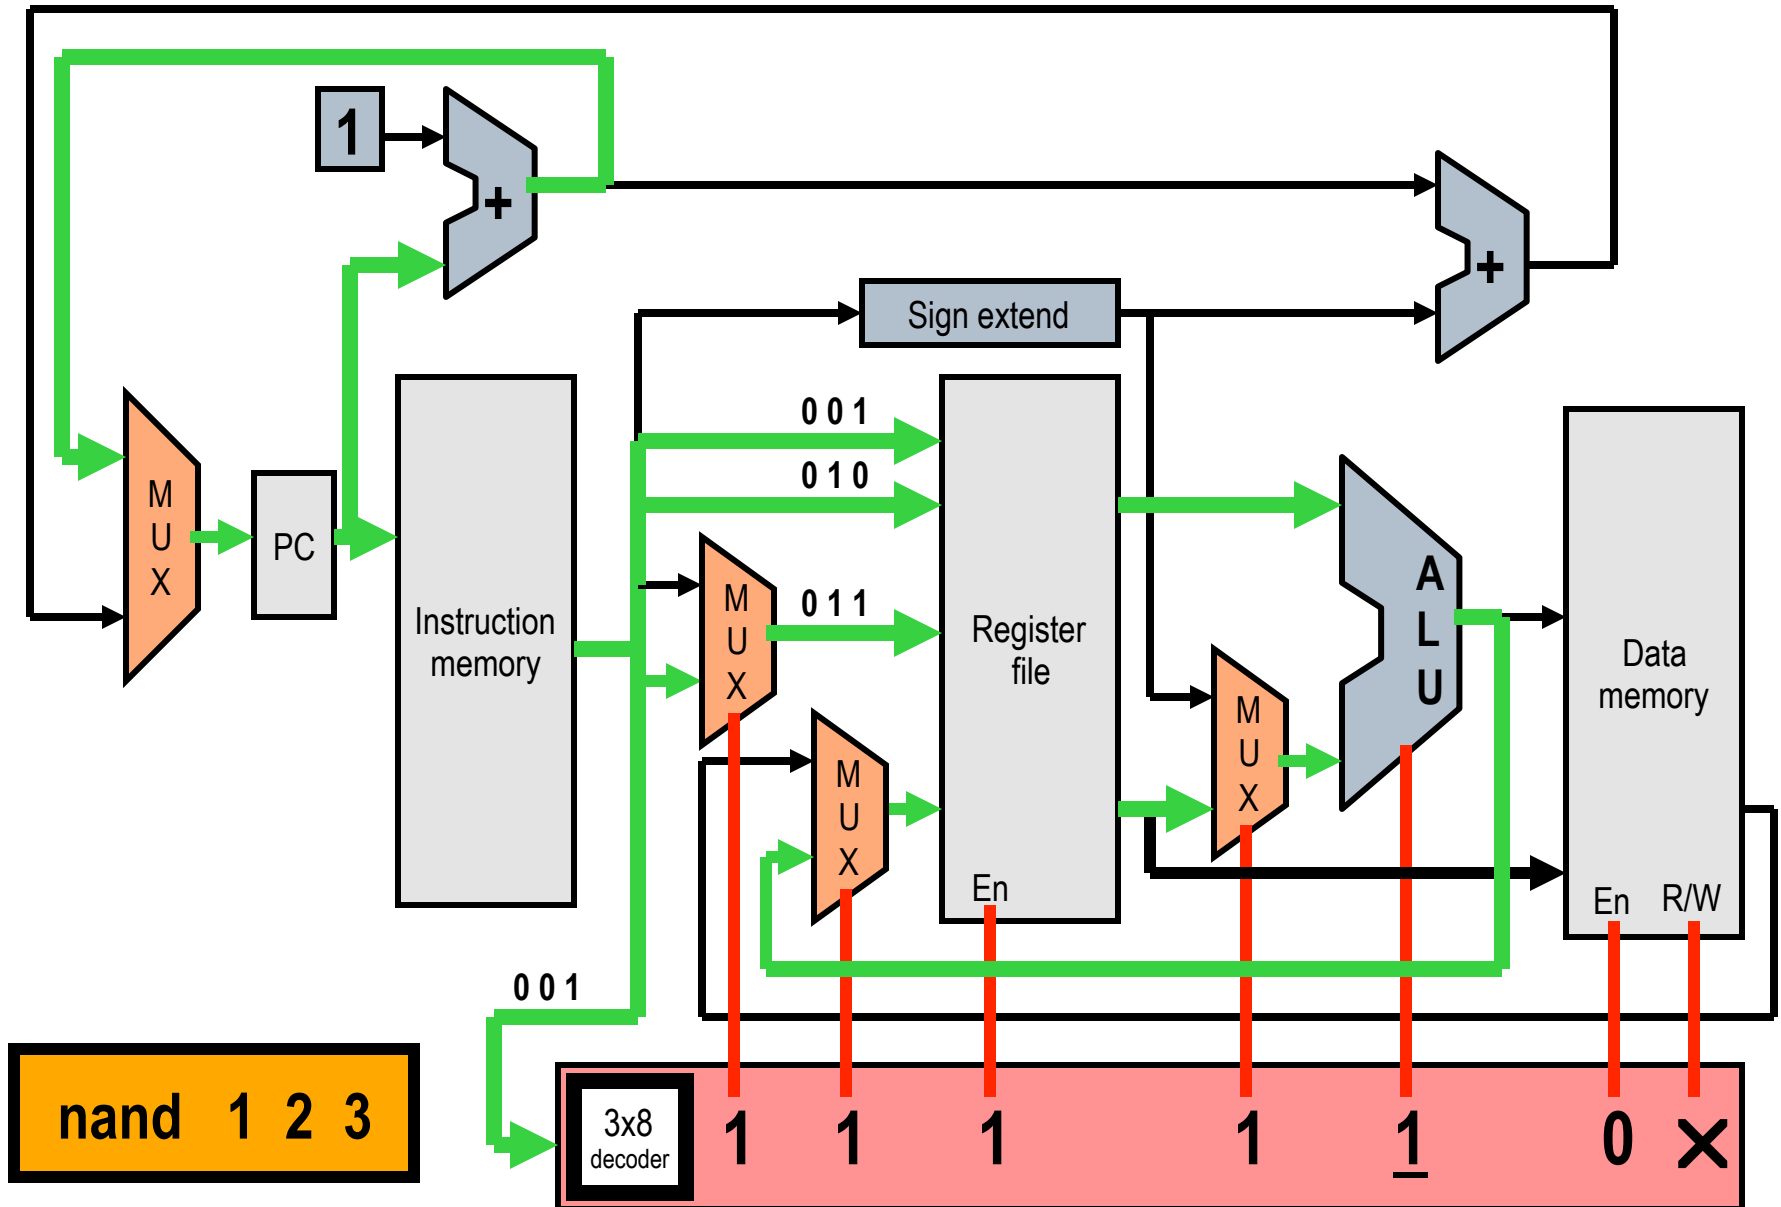 1
+
+
Sign extend
0 0 1
0 1 0
0 1 1
M
U
X
PC
Instruction
memory
M
U
X
M
U
X
Register
file
En
M
U
X
A
L
U
Data
memory
En
R/W
0 0 1
nand 1 2 3
3x8
decoder
1 1 1 1 1 0 X